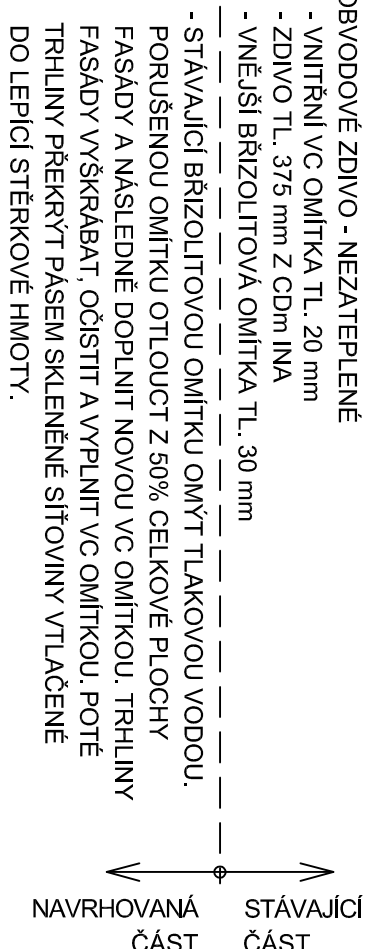 OBVODOVÉ ZDIVO - NEZATEPLENÉ
- VNITŘNÍ VC OMÍTKA TL. 20 mm
- ZDIVO TL. 375 mm Z CDm INA
- VNĚJŠÍ BŘIZOLITOVÁ OMÍTKA TL. 30 mm
- STÁVAJÍCÍ BŘIZOLITOVOU OMÍTKU OMÝT TLAKOVOU VODOU.
PORUŠENOU OMÍTKU OTLOUCT Z 50% CELKOVÉ PLOCHY
FASÁDY A NÁSLEDNĚ DOPLNIT NOVOU VC OMÍTKOU. TRHLINY
FASÁDY VYŠKRÁBAT, OČISTIT A VYPLNIT VC OMÍTKOU. POTÉ
TRHLINY PŘEKRÝT PÁSEM SKLENĚNÉ SÍŤOVINY VTLAČENÉ
DO LEPÍCÍ STĚRKOVÉ HMOTY.
NAVRHOVANÁ
ČÁST
STÁVAJÍCÍ
ČÁST